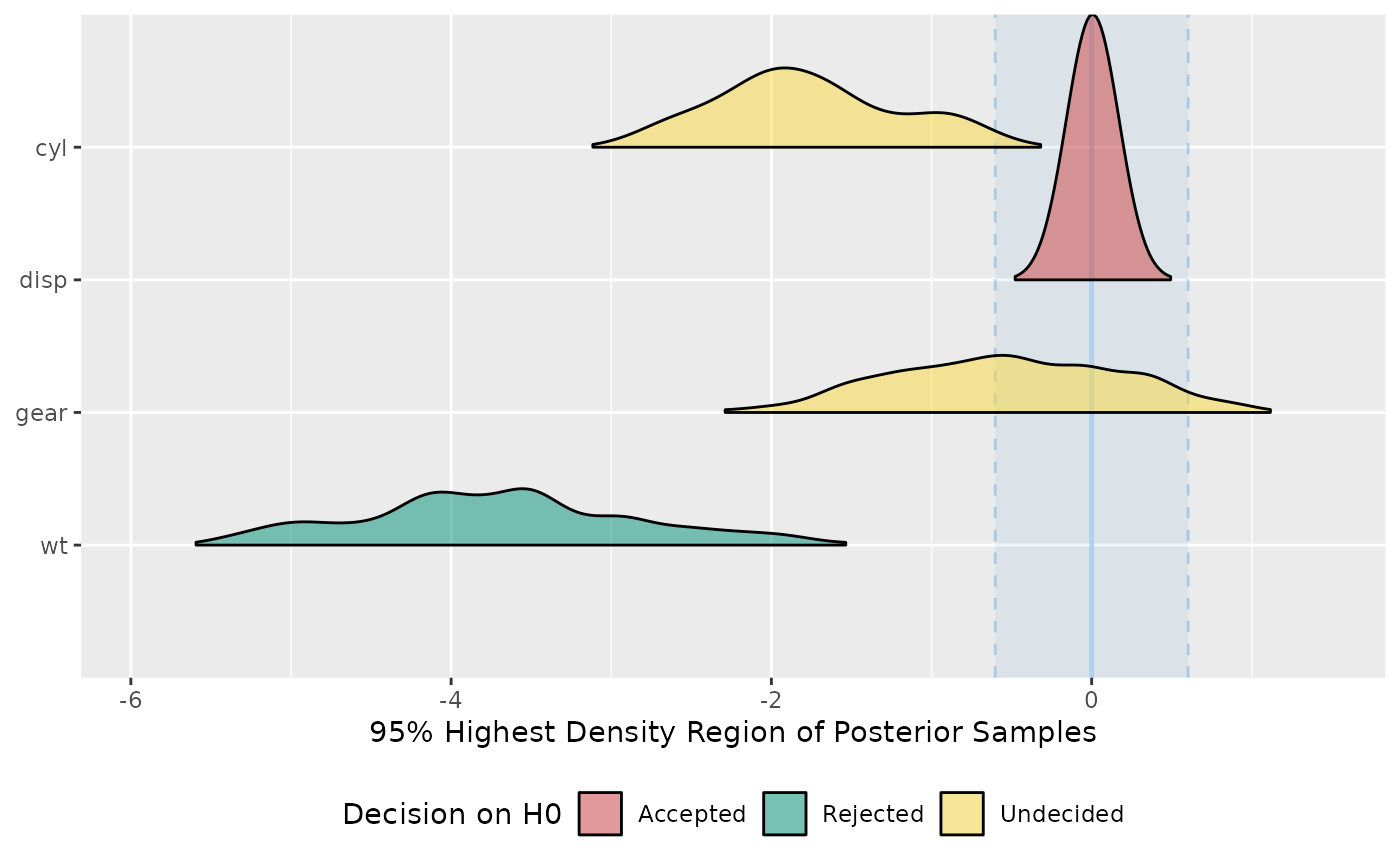 cyl
disp
gear
wt
-6 -4 -2 0
95% Highest Density Region of Posterior Samples
Decision on H0 Accepted Rejected Undecided